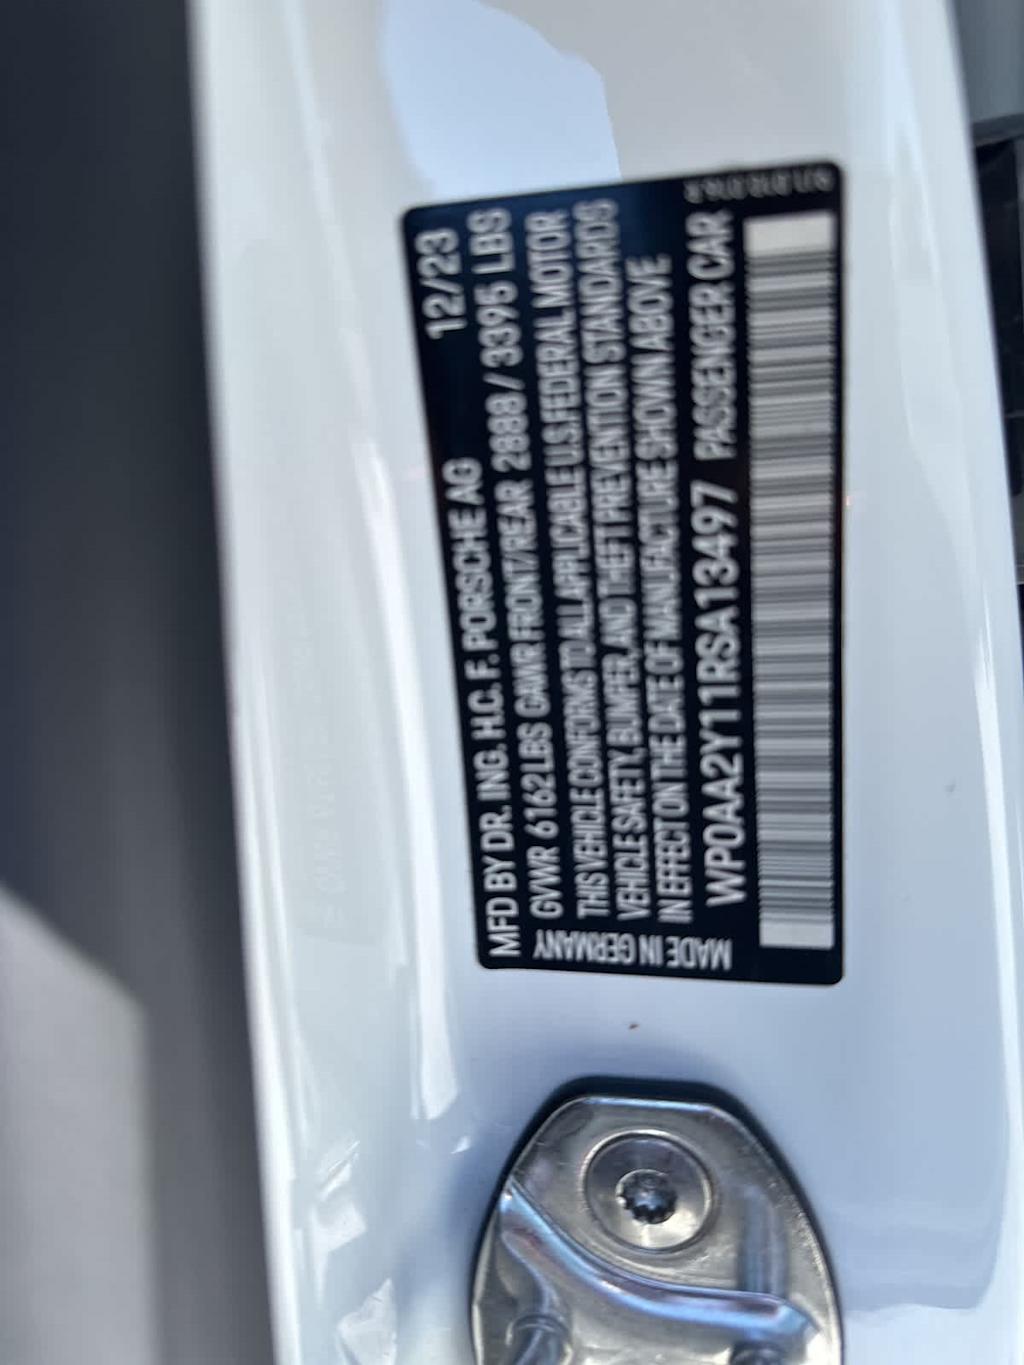 MFD BY DR. ING. H.C. F. PORSCHE AG 12/23
GVWR 6162 LBS GAWR FRONT/REAR 2888 / 3395 LBS
THIS VEHICLE CONFORMS TO ALL APPLICABLE U.S. FEDERAL MOTOR
VEHICLE SAFETY, BUMPER, AND THEFT PREVENTION STANDARDS
IN EFFECT ON THE DATE OF MANUFACTURE SHOWN ABOVE
WP0AA2Y11RSA13497 PASSENGER CAR
MADE IN GERMANY